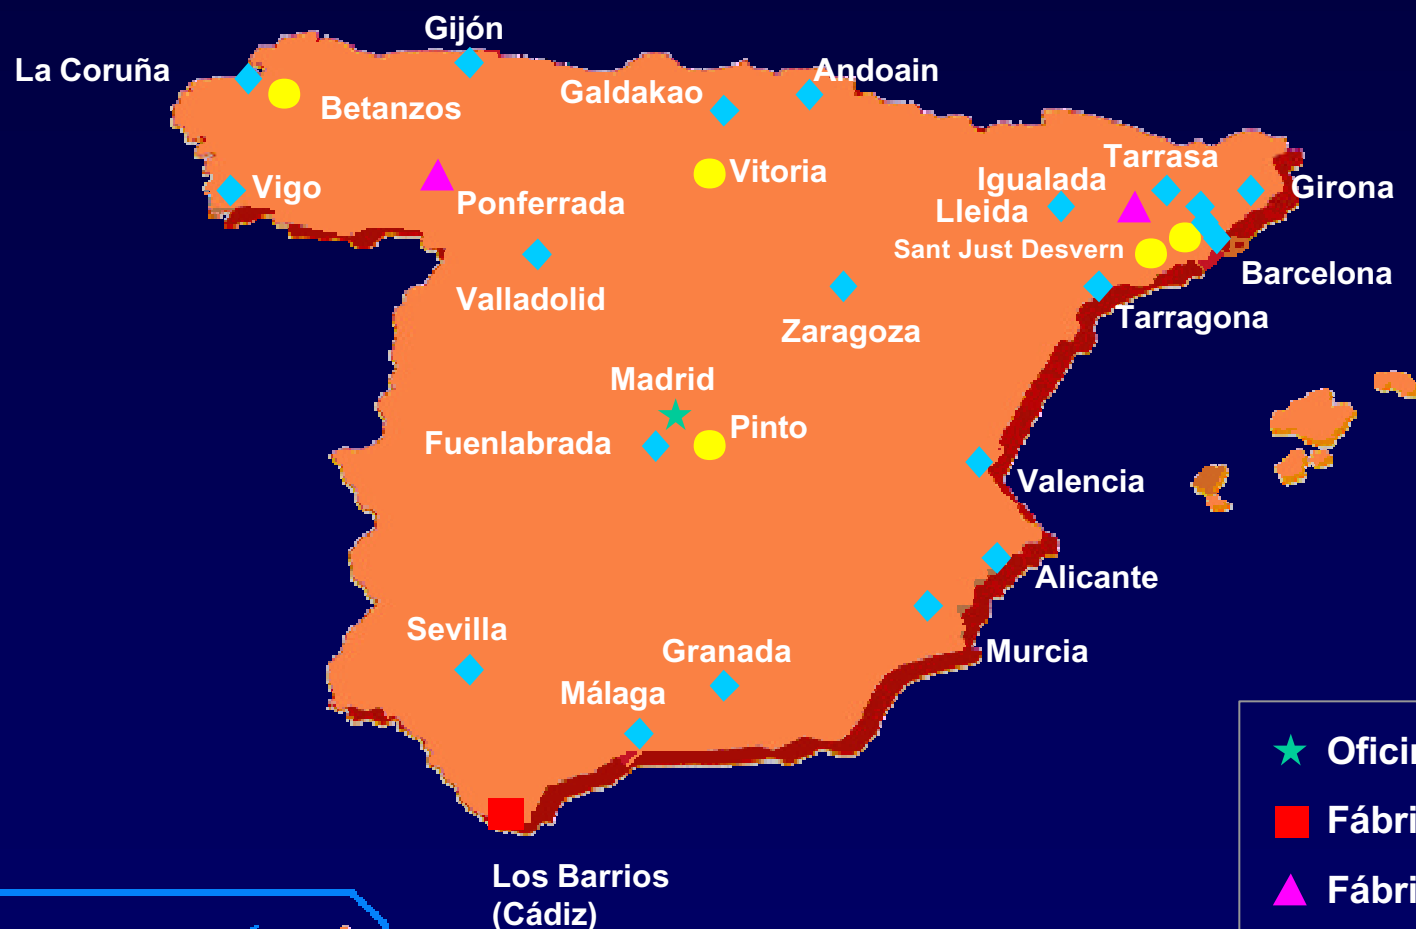 Gijón
La Coruña
Andoain
Galdakao
Betanzos
Tarrasa
Vitoria
Igualada
Vigo
Girona
Ponferrada
Lleida
Sant Just Desvern
Barcelona
Valladolid
Tarragona
Zaragoza
Madrid
Pinto
Fuenlabrada
Valencia
Alicante
Sevilla
Granada
Murcia
Málaga
Los Barrios
(Cádiz)